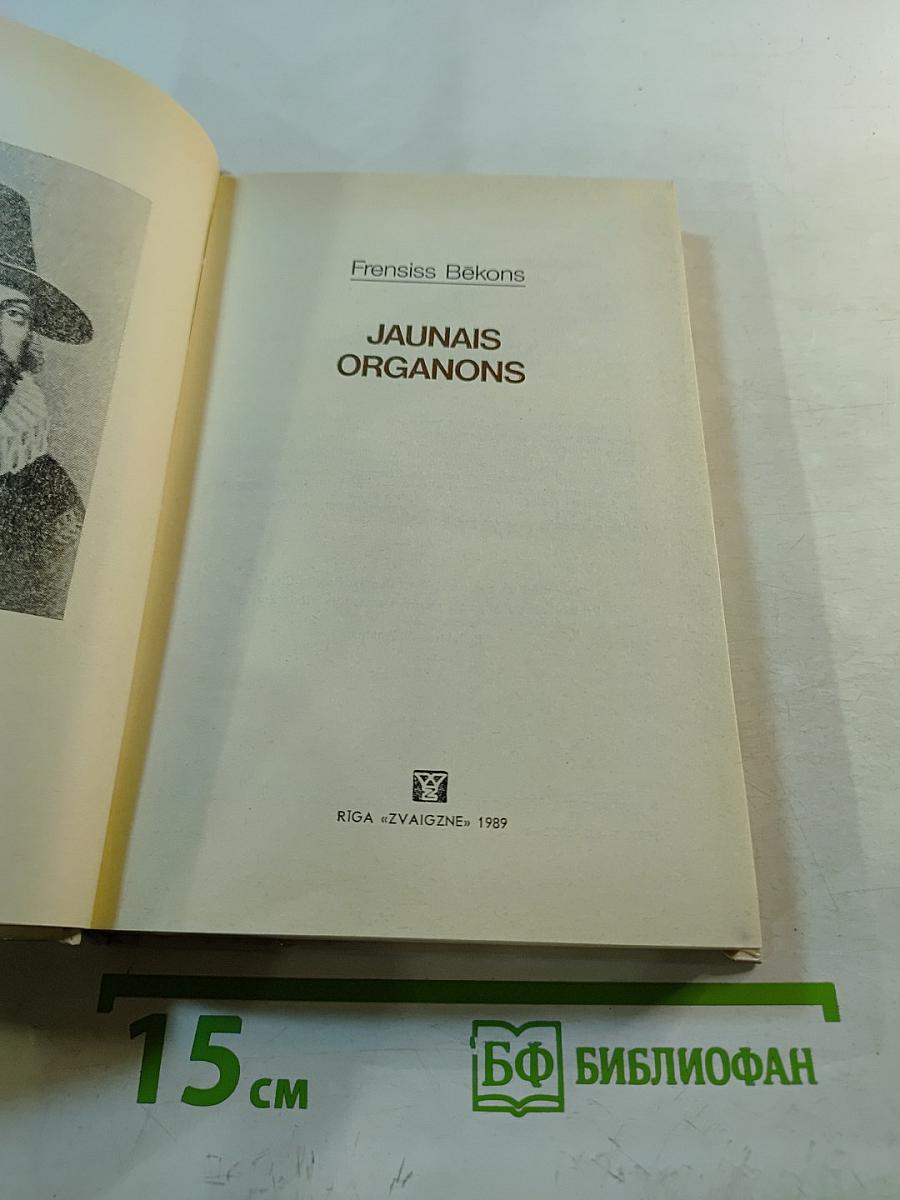 Frensiss Bēkons
JAUNAIS
ORGANONS
RĪGA «ZVAIGZNE» 1989
15 см
БФ БИБЛИОФАН